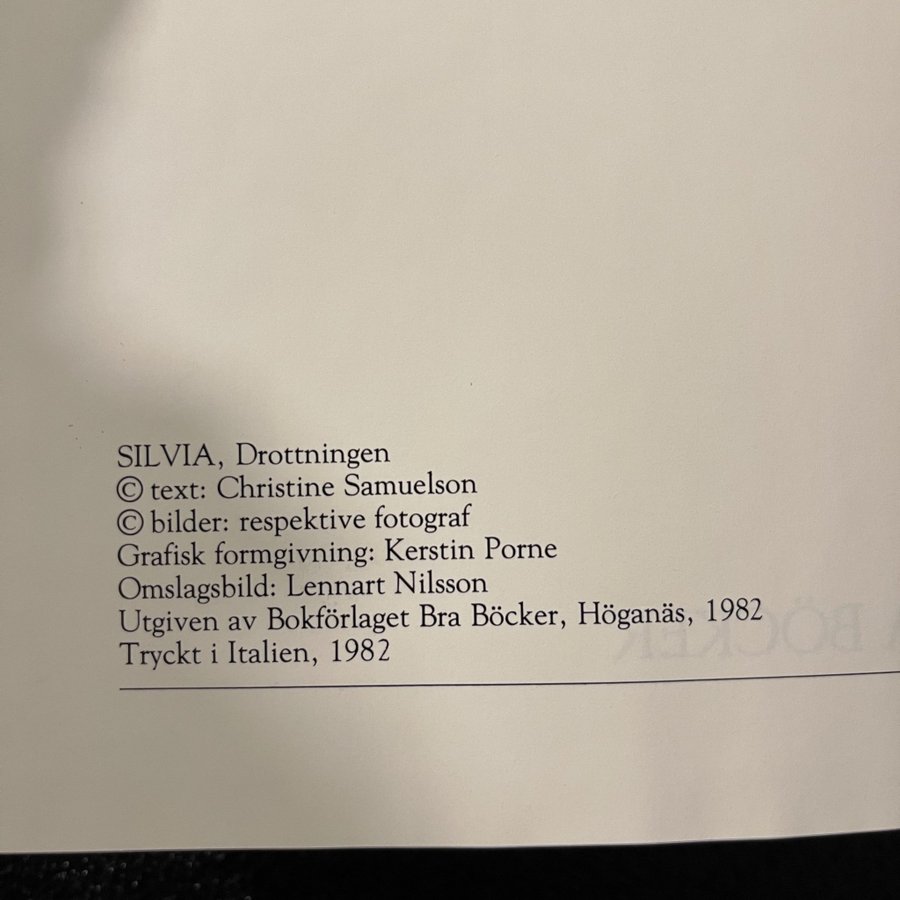 SILVIA, Drottningen
© text: Christine Samuelson
© bilder: respektive fotograf
Grafisk formgivning: Kerstin Porne
Omslagsbild: Lennart Nilsson
Utgiven av Bokförlaget Bra Böcker, Höganäs, 1982
Tryckt i Italien, 1982
BÖCKER